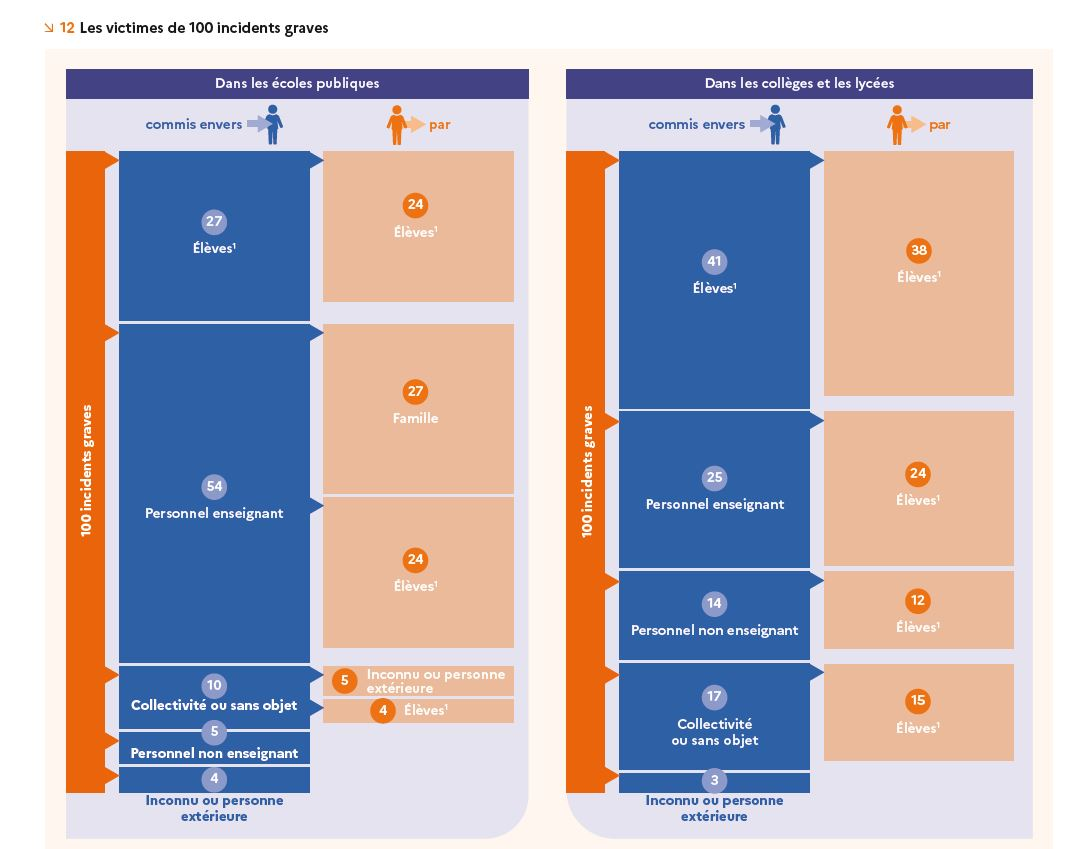 ↘ 12 Les victimes de 100 incidents graves
Dans les écoles publiques
commis envers
par
100 incidents graves
27
Élèves¹
24
Élèves¹
54
Personnel enseignant
27
Famille
24
Élèves¹
10
Collectivité ou sans objet
5
Inconnu ou personne
extérieure
4
Élèves¹
5
Personnel non enseignant
4
Inconnu ou personne
extérieure
Dans les collèges et les lycées
commis envers
par
100 incidents graves
41
Élèves¹
38
Élèves¹
25
Personnel enseignant
24
Élèves¹
14
Personnel non enseignant
12
Élèves¹
17
Collectivité
ou sans objet
15
Élèves¹
3
Inconnu ou personne
extérieure